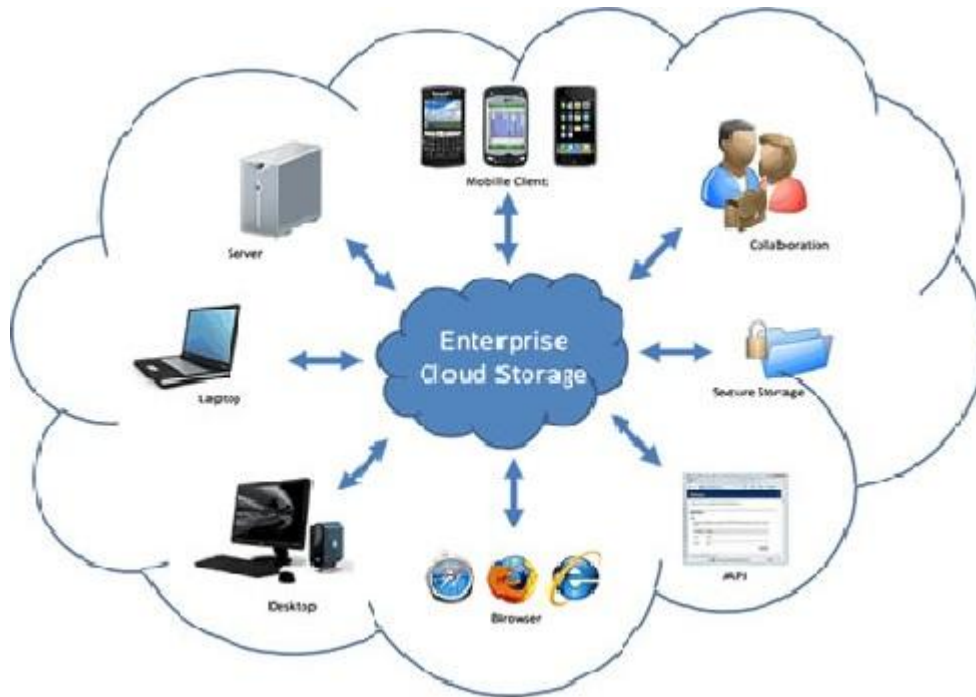 Mobile Client
Server
Collaboration
Enterprise
Cloud Storage
Laptop
Secure Storage
Desktop
Browser
API